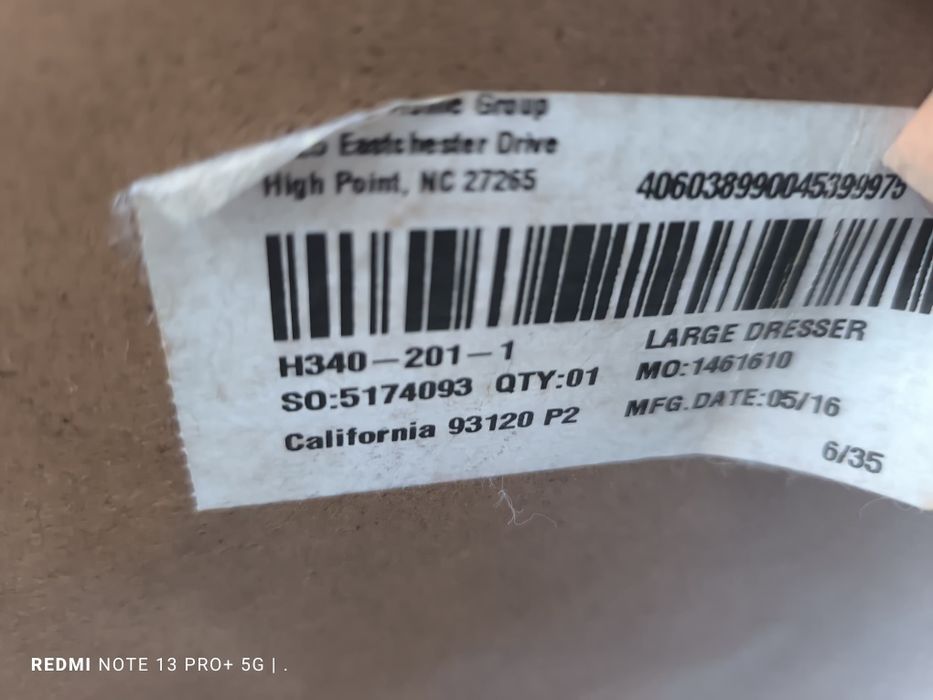 Home Group
Eastchester Drive
High Point, NC 27265
406038990045399975
H340-201-1
LARGE DRESSER
SO:5174093 QTY:01
MO:1461610
California 93120 P2
MFG.DATE:05/16
6/35
REDMI NOTE 13 PRO+ 5G | .